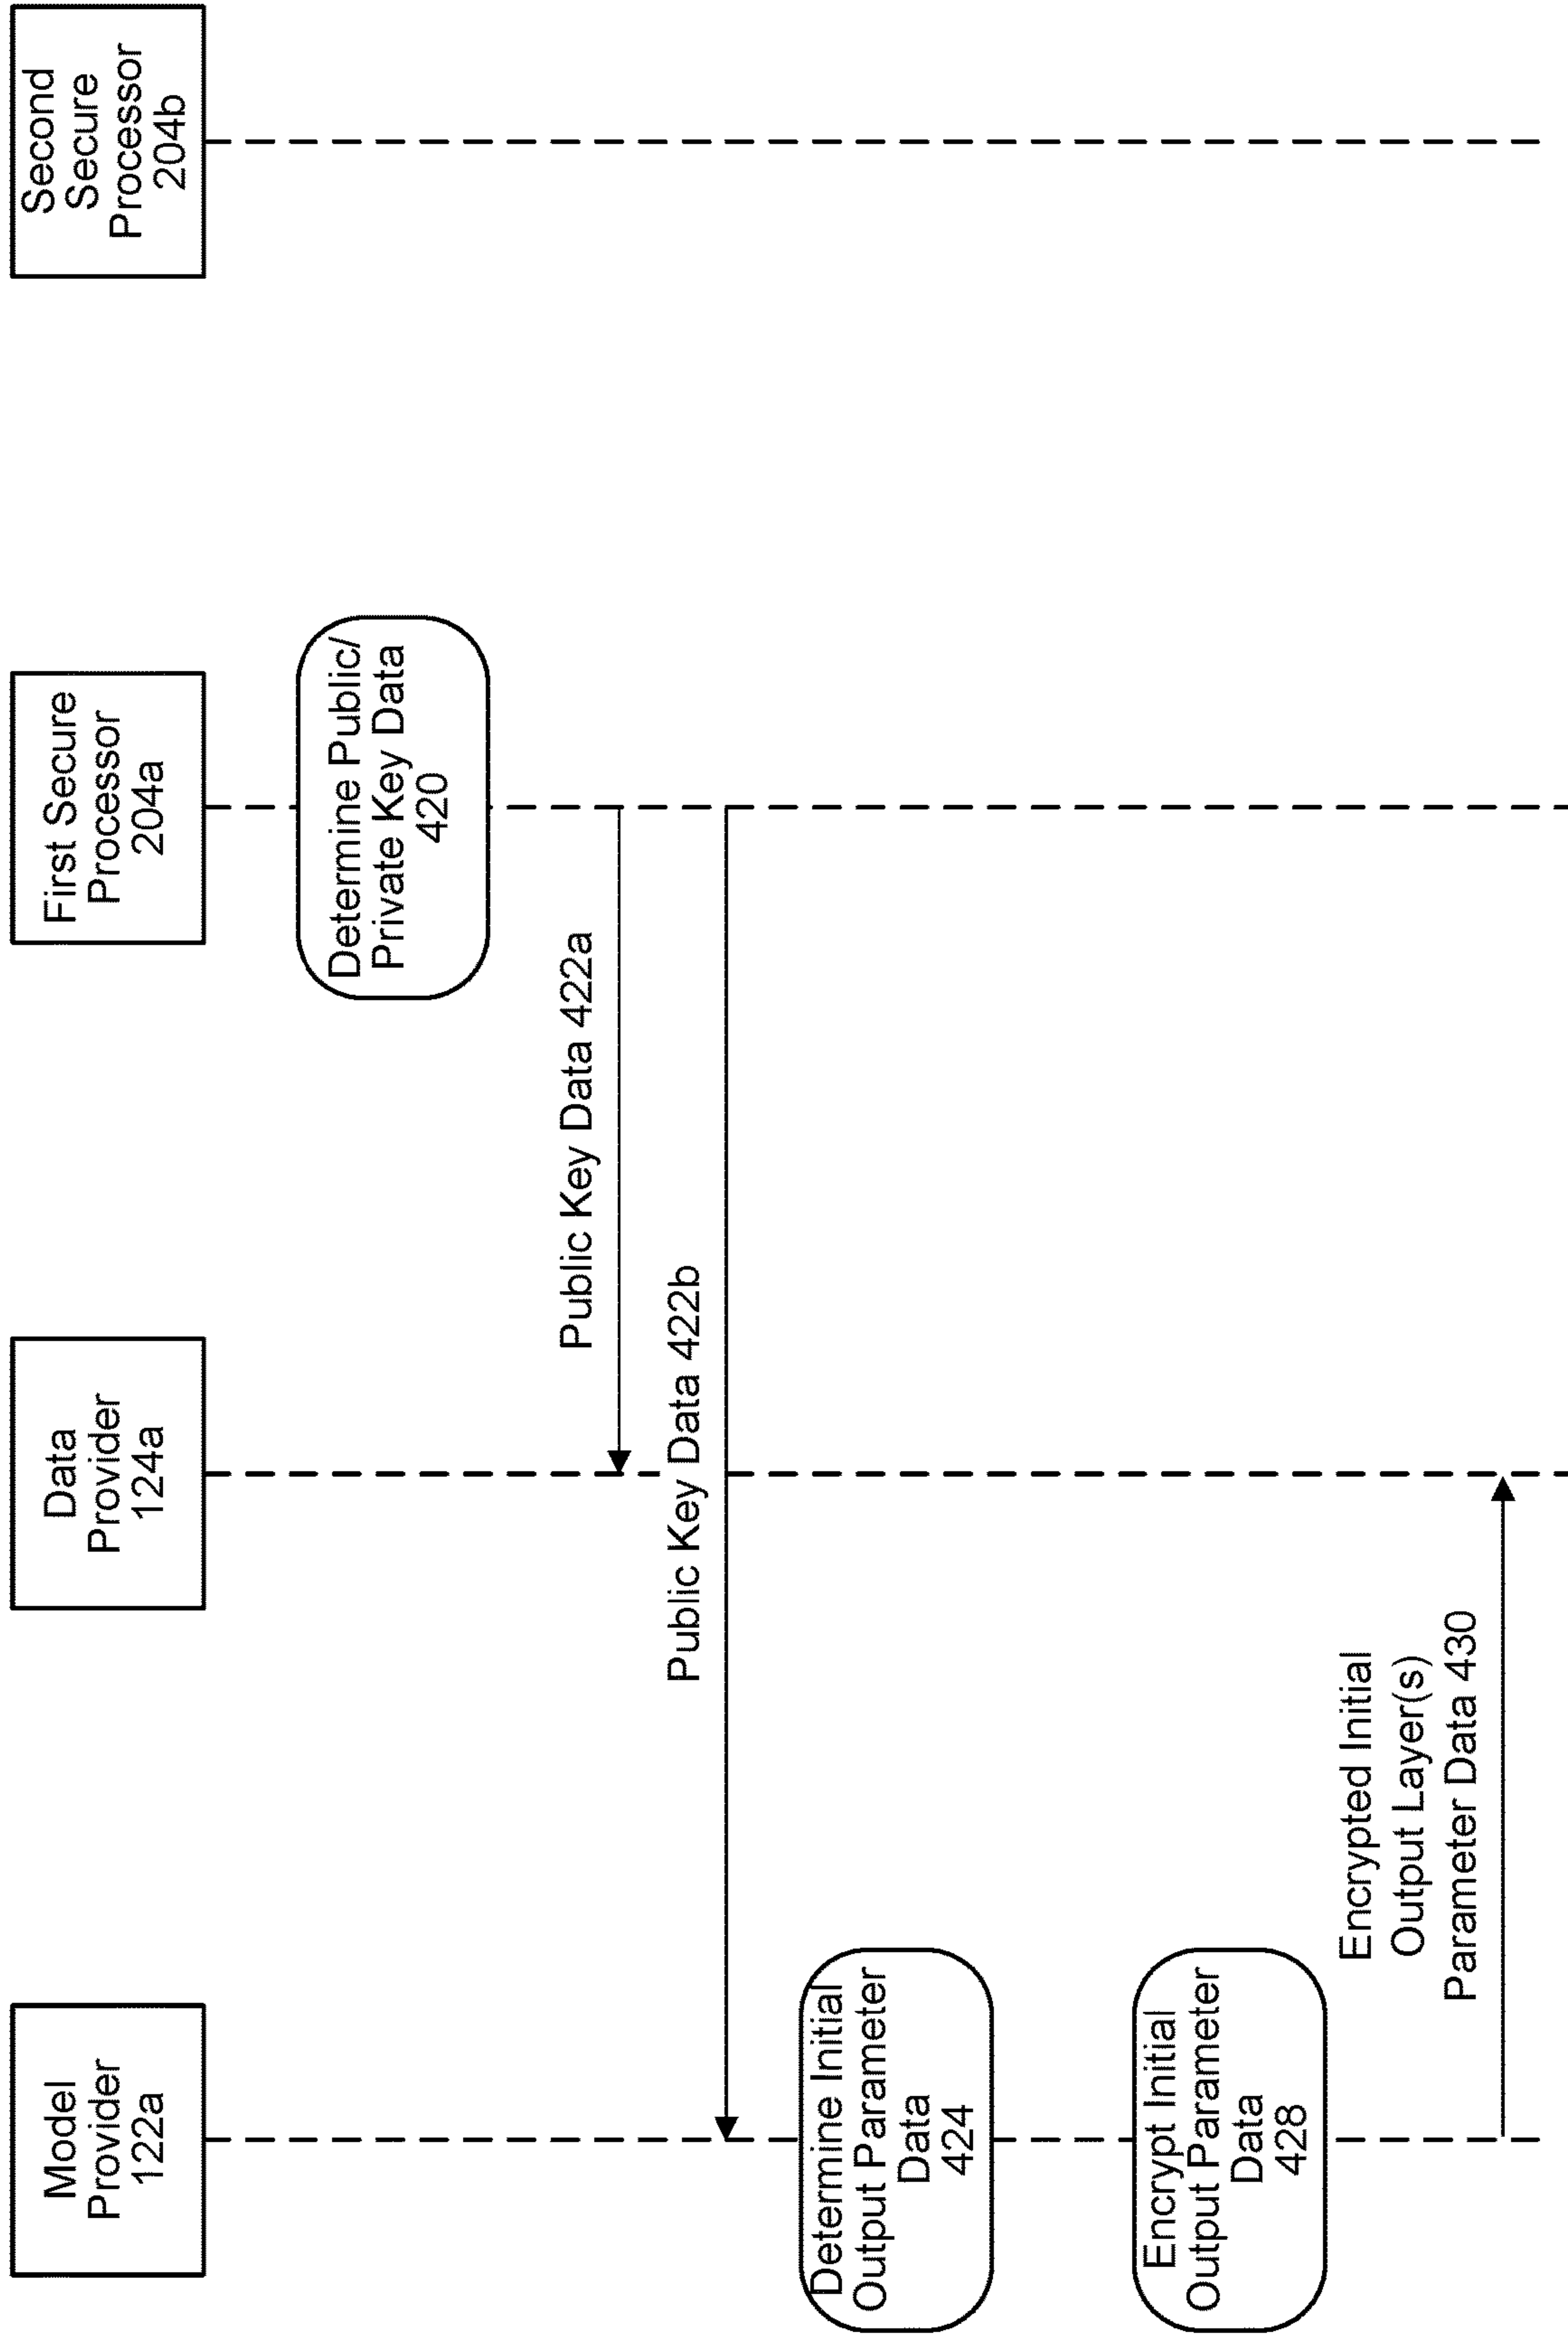 Model
Provider
122a
Data
Provider
124a
First Secure
Processor
204a
Second
Secure
Processor
204b
Determine Public/
Private Key Data
420
Public Key Data 422a
Public Key Data 422b
Determine Initial
Output Parameter
Data
424
Encrypt Initial
Output Parameter
Data
428
Encrypted Initial
Output Layer(s)
Parameter Data 430